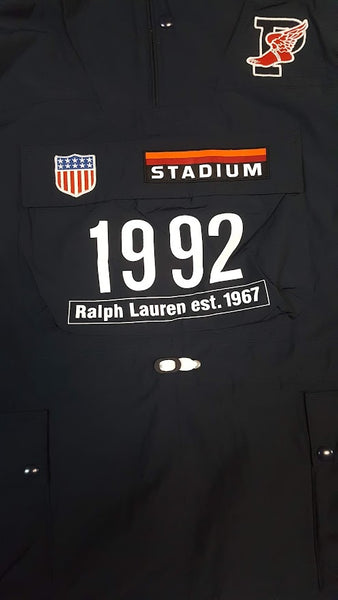 P
STADIUM
1992
Ralph Lauren est. 1967